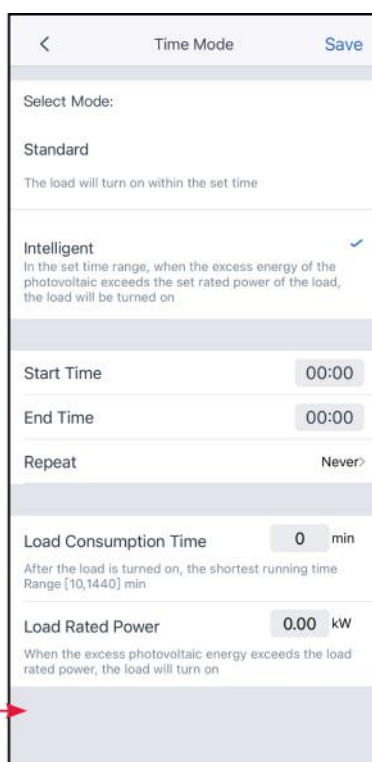 Time Mode Save
Select Mode:
Standard
The load will turn on within the set time
Intelligent
In the set time range, when the excess energy of the
photovoltaic exceeds the set rated power of the load,
the load will be turned on
Start Time 00:00
End Time 00:00
Repeat Never
Load Consumption Time 0 min
After the load is turned on, the shortest running time
Range [10,1440] min
Load Rated Power 0.00 kW
When the excess photovoltaic energy exceeds the load
rated power, the load will turn on